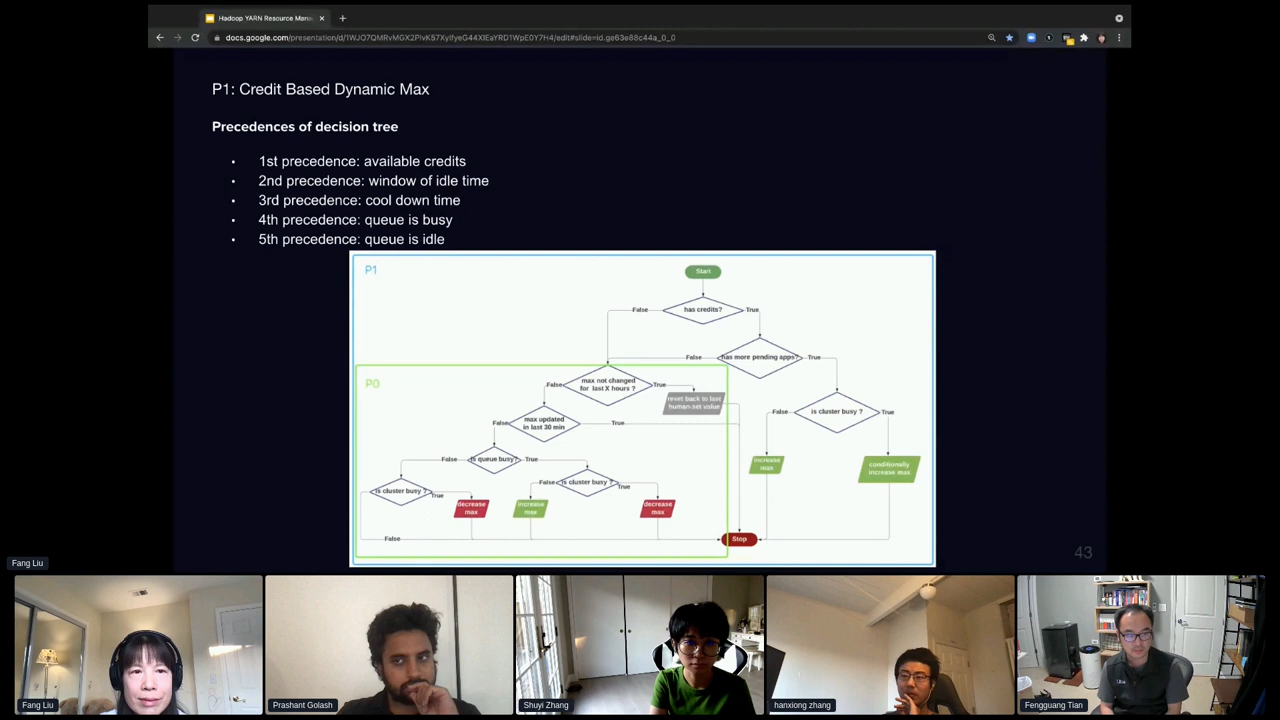 Hadoop YARN Resource Mana
docs.google.com/presentation/d/1WJO7QMRvMGX2PlvK57XyIfyeG44XIEaYRD1WpE0Y7H4/edit#slide=id.ge63e88c44a_0_0
P1: Credit Based Dynamic Max
Precedences of decision tree
• 1st precedence: available credits
• 2nd precedence: window of idle time
• 3rd precedence: cool down time
• 4th precedence: queue is busy
• 5th precedence: queue is idle
P1
Start
False
has credits?
True
False
has more pending apps?
True
P0
False
max not changed
for last X hours ?
True
revet back to last
human-set value
False
is cluster busy ?
True
False
max updated
in last 30 min
True
False
is queue busy?
True
increase
max
conditionally
increase max
is cluster busy ?
True
False
is cluster busy ?
True
decrease
max
increase
max
decrease
max
False
Stop
43
Fang Liu
Fang Liu
Prashant Golash
Shuyi Zhang
hanxiong zhang
Fengguang Tian